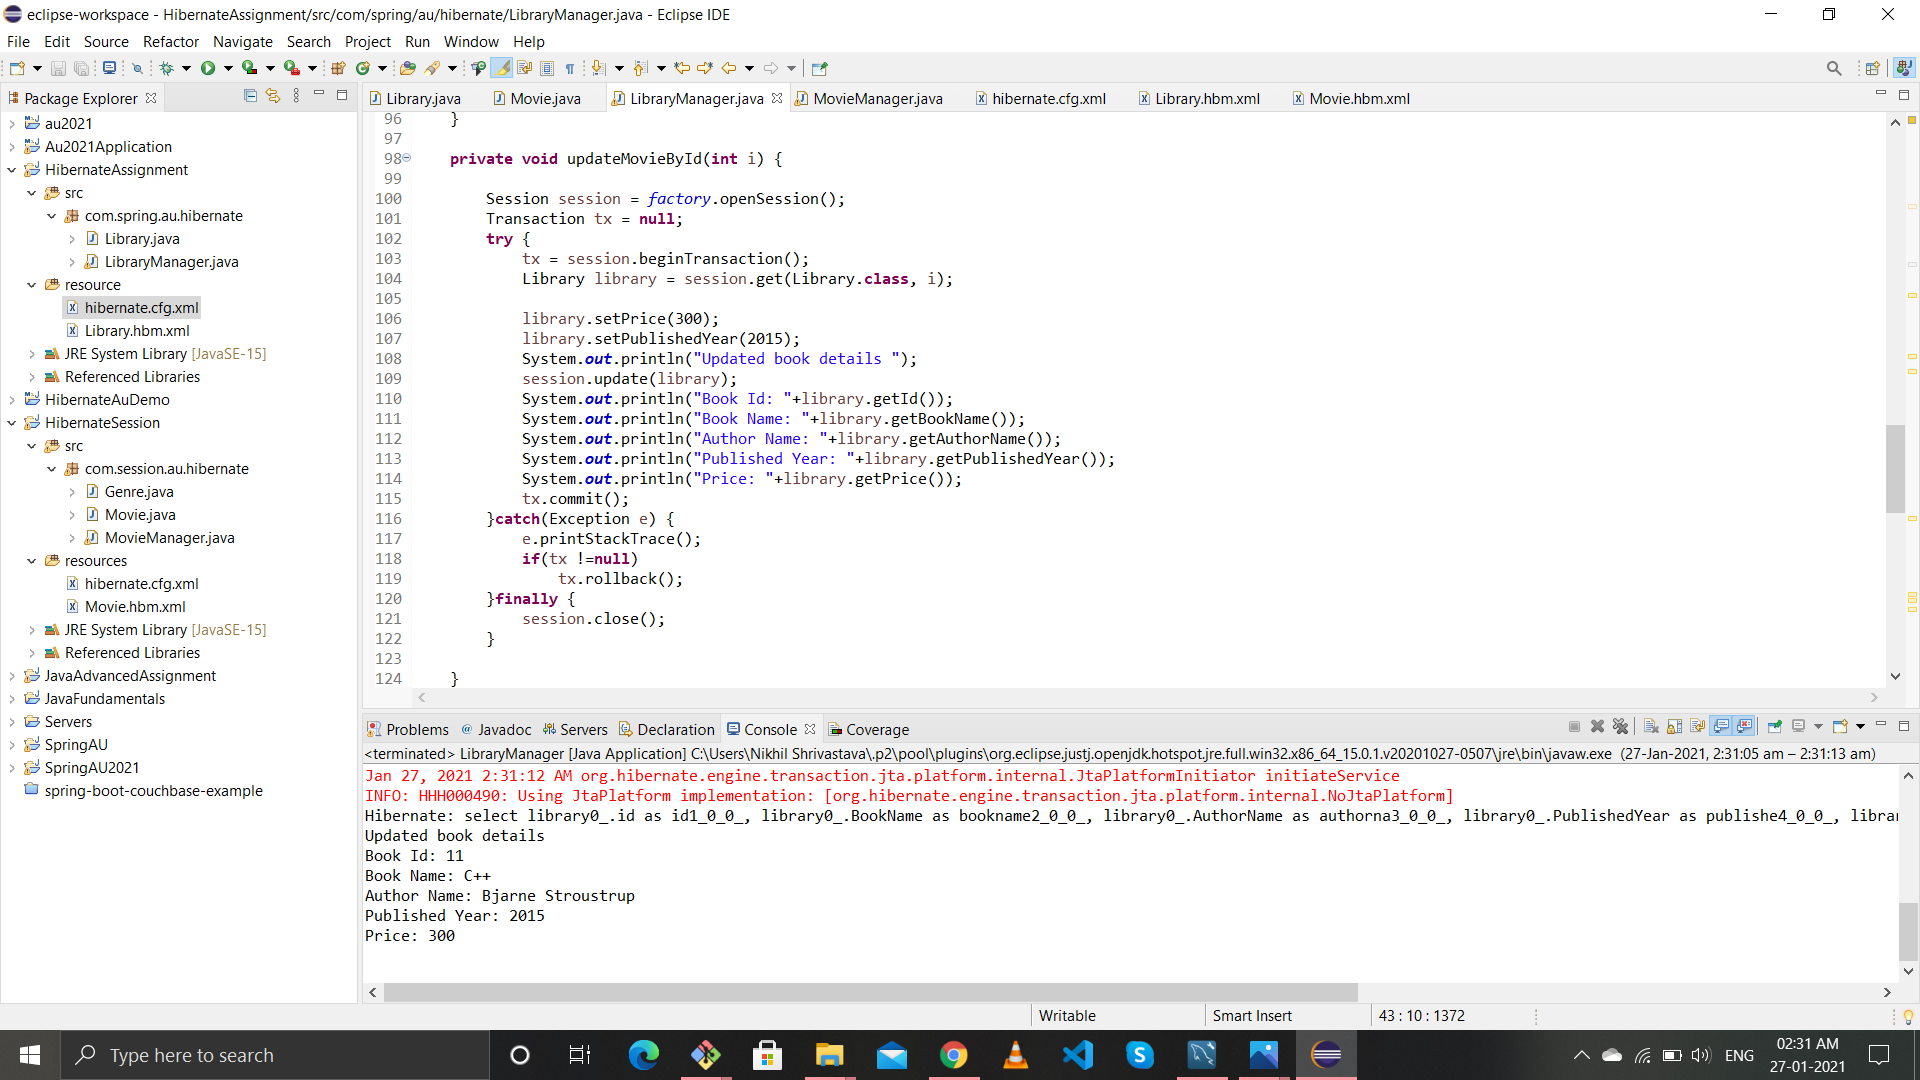 eclipse-workspace - HibernateAssignment/src/com/spring/au/hibernate/LibraryManager.java - Eclipse IDE
File Edit Source Refactor Navigate Search Project Run Window Help
Package Explorer
au2021
Au2021Application
HibernateAssignment
src
com.spring.au.hibernate
Library.java
LibraryManager.java
resource
hibernate.cfg.xml
Library.hbm.xml
JRE System Library [JavaSE-15]
Referenced Libraries
HibernateAuDemo
HibernateSession
src
com.session.au.hibernate
Genre.java
Movie.java
MovieManager.java
resources
hibernate.cfg.xml
Movie.hbm.xml
JRE System Library [JavaSE-15]
Referenced Libraries
JavaAdvancedAssignment
JavaFundamentals
Servers
SpringAU
SpringAU2021
spring-boot-couchbase-example
Library.java Movie.java LibraryManager.java MovieManager.java hibernate.cfg.xml Library.hbm.xml Movie.hbm.xml
96 }
97
98 private void updateMovieById(int i) {
99
100 Session session = factory.openSession();
101 Transaction tx = null;
102 try {
103 tx = session.beginTransaction();
104 Library library = session.get(Library.class, i);
105
106 library.setPrice(300);
107 library.setPublishedYear(2015);
108 System.out.println("Updated book details ");
109 session.update(library);
110 System.out.println("Book Id: "+library.getId());
111 System.out.println("Book Name: "+library.getBookName());
112 System.out.println("Author Name: "+library.getAuthorName());
113 System.out.println("Published Year: "+library.getPublishedYear());
114 System.out.println("Price: "+library.getPrice());
115 tx.commit();
116 }catch(Exception e) {
117 e.printStackTrace();
118 if(tx !=null)
119 tx.rollback();
120 }finally {
121 session.close();
122 }
123
124 }
Problems Javadoc Servers Declaration Console Coverage
<terminated> LibraryManager [Java Application] C:\Users\Nikhil Shrivastava\.p2\pool\plugins\org.eclipse.justj.openjdk.hotspot.jre.full.win32.x86_64_15.0.1.v20201027-0507\jre\bin\javaw.exe (27-Jan-2021, 2:31:05 am – 2:31:13 am)
Jan 27, 2021 2:31:12 AM org.hibernate.engine.transaction.jta.platform.internal.JtaPlatformInitiator initiateService
INFO: HHH000490: Using JtaPlatform implementation: [org.hibernate.engine.transaction.jta.platform.internal.NoJtaPlatform]
Hibernate: select library0_.id as id1_0_0_, library0_.BookName as bookname2_0_0_, library0_.AuthorName as authorna3_0_0_, library0_.PublishedYear as publishe4_0_0_, librar
Updated book details
Book Id: 11
Book Name: C++
Author Name: Bjarne Stroustrup
Published Year: 2015
Price: 300
Writable Smart Insert 43 : 10 : 1372
Type here to search
ENG
02:31 AM
27-01-2021